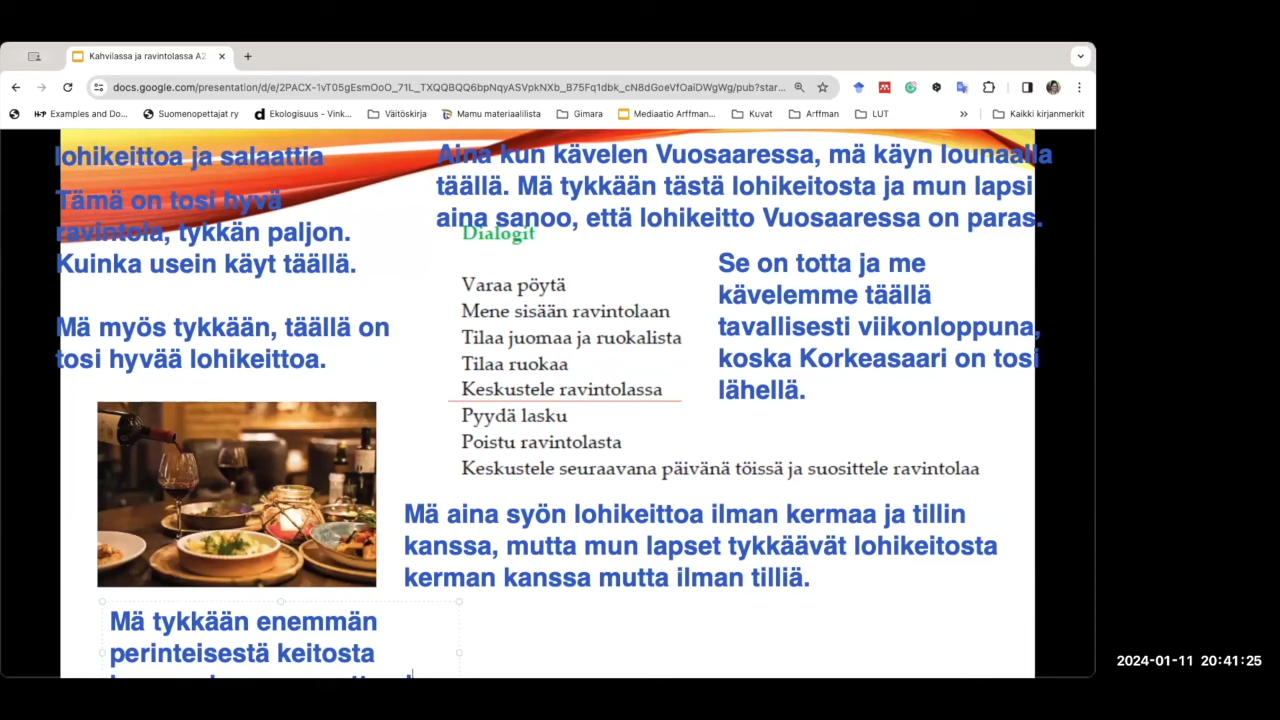 Kahvilassa ja ravintolassa A2
docs.google.com/presentation/d/e/2PACX-1vT05gEsmOoO_71L_TXQQBQQ6bpNqyASVpkNXb_B75Fq1dbk_cN8dGoeVfOaiDWgWg/pub?star...
Examples and Do...
Suomenopettajat ry
Ekologisuus - Vink...
Väitöskirja
Mamu materiaalilista
Gimara
Mediaatio Arffman...
Kuvat
Arffman
LUT
Kaikki kirjanmerkit
lohikeittoa ja salaattia
Tämä on tosi hyvä
ravintola, tykkän paljon.
Kuinka usein käyt täällä.
Mä myös tykkään, täällä on
tosi hyvää lohikeittoa.
Aina kun kävelen Vuosaaressa, mä käyn lounaalla
täällä. Mä tykkään tästä lohikeitosta ja mun lapsi
aina sanoo, että lohikeitto Vuosaaressa on paras.
Dialogit
Varaa pöytä
Mene sisään ravintolaan
Tilaa juomaa ja ruokalista
Tilaa ruokaa
Keskustele ravintolassa
Pyydä lasku
Poistu ravintolasta
Keskustele seuraavana päivänä töissä ja suosittele ravintolaa
Se on totta ja me
kävelemme täällä
tavallisesti viikonloppuna,
koska Korkeasaari on tosi
lähellä.
Mä aina syön lohikeittoa ilman kermaa ja tillin
kanssa, mutta mun lapset tykkäävät lohikeitosta
kerman kanssa mutta ilman tilliä.
Mä tykkään enemmän
perinteisestä keitosta
2024-01-11 20:41:25